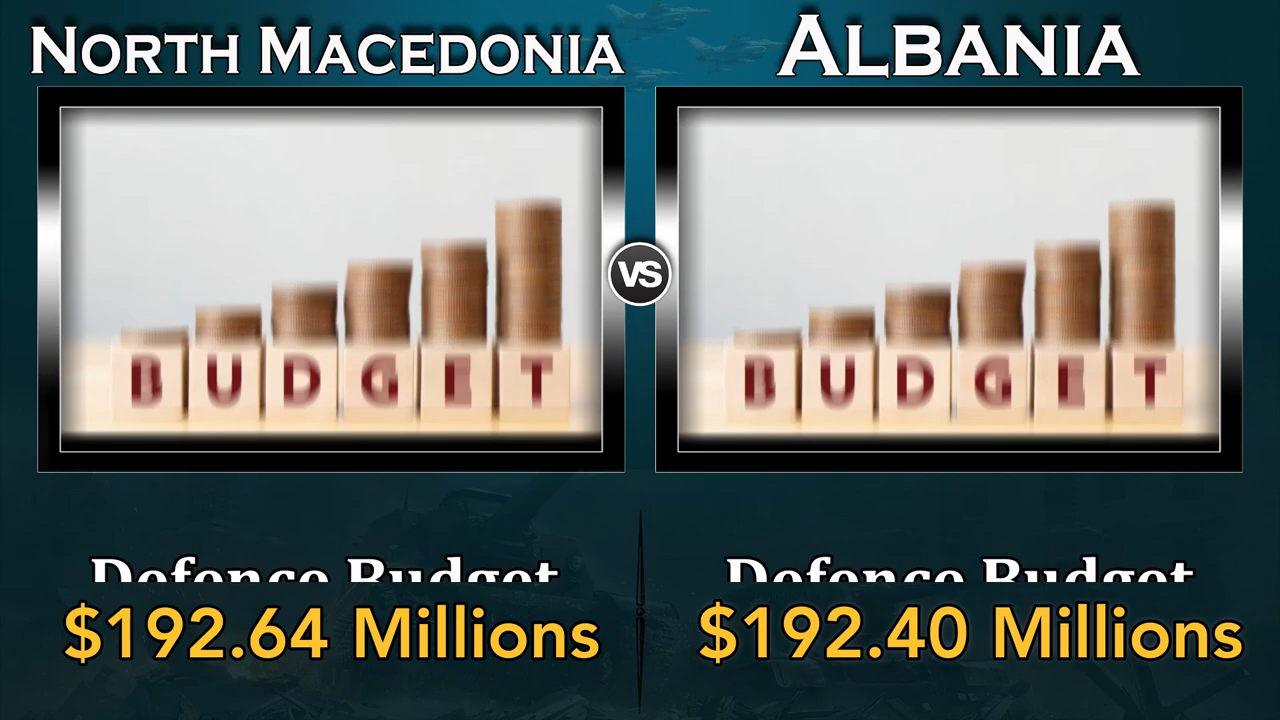 NORTH MACEDONIA
ALBANIA
VS
BUDGET
BUDGET
Defence Budget
Defence Budget
$192.64 Millions
$192.40 Millions